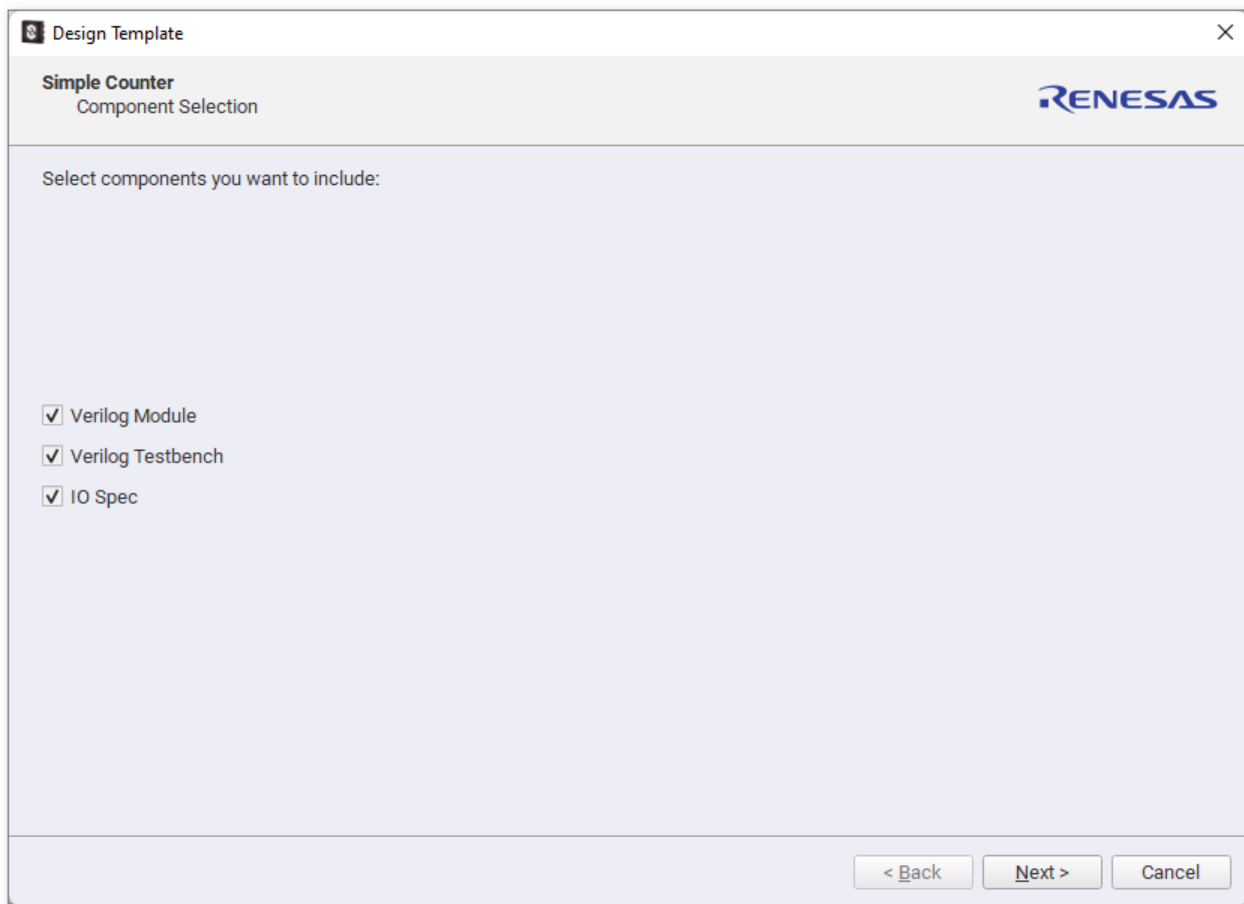 Design Template
Simple Counter
Component Selection
RENESAS
Select components you want to include:
Verilog Module
Verilog Testbench
IO Spec
< Back
Next >
Cancel